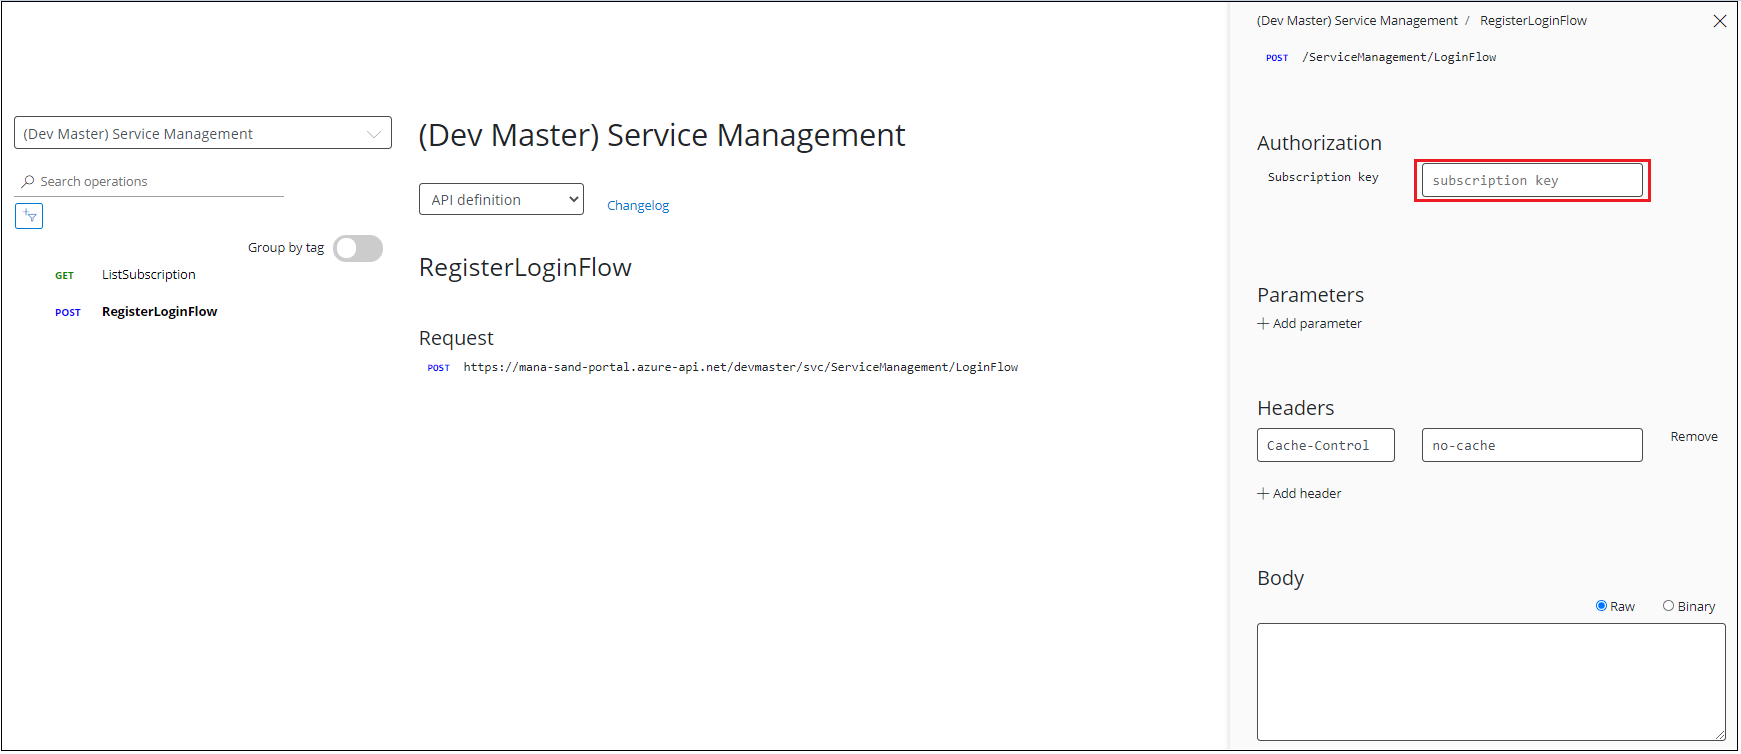 (Dev Master) Service Management
Search operations
Group by tag
GET ListSubscription
POST RegisterLoginFlow
(Dev Master) Service Management
API definition
Changelog
RegisterLoginFlow
Request
POST https://mana-sand-portal.azure-api.net/devmaster/svc/ServiceManagement/LoginFlow
(Dev Master) Service Management / RegisterLoginFlow
POST /ServiceManagement/LoginFlow
Authorization
Subscription key
subscription key
Parameters
Add parameter
Headers
Cache-Control no-cache Remove
Add header
Body
Raw Binary